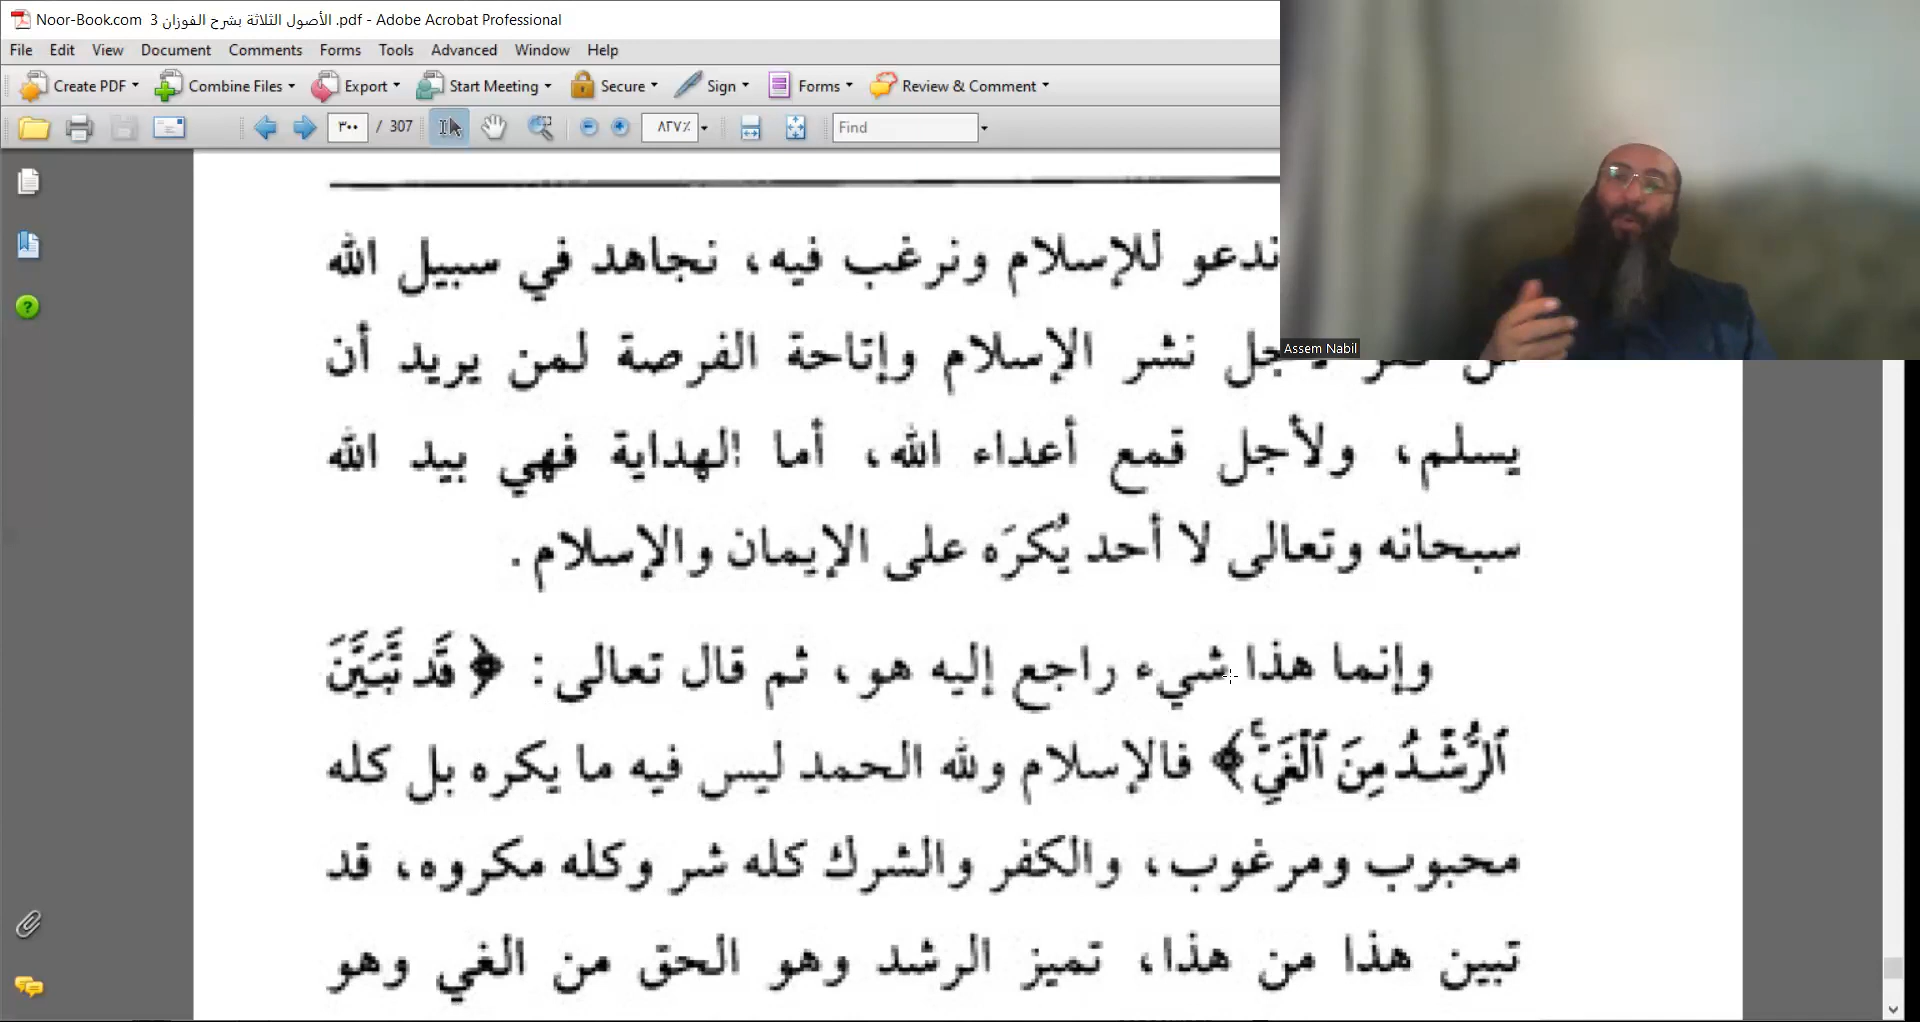 Noor-Book.com الأصول الثلاثة بشرح الفوزان 3 .pdf - Adobe Acrobat Professional
File Edit View Document Comments Forms Tools Advanced Window Help
Create PDF Combine Files Export Start Meeting Secure Sign Forms Review & Comment
٣٠٠ / 307 ٨٢٧٪ Find
ندعو للإسلام ونرغب فيه، نجاهد في سبيل الله
نشر الإسلام وإتاحة الفرصة لمن يريد أن
يسلم، ولأجل قمع أعداء الله، أما الهداية فهي بيد الله
سبحانه وتعالى لا أحد يُكرَه على الإيمان والإسلام.
وإنما هذا شيء راجع إليه هو، ثم قال تعالى: ﴿قَد تَّبَيَّنَ
ٱلرُّشْدُ مِنَ ٱلْغَيِّۚ﴾ فالإسلام ولله الحمد ليس فيه ما يكره بل كله
محبوب ومرغوب، والكفر والشرك كله شر وكله مكروه، قد
تبين هذا من هذا، تميز الرشد وهو الحق من الغي وهو
Assem Nabil